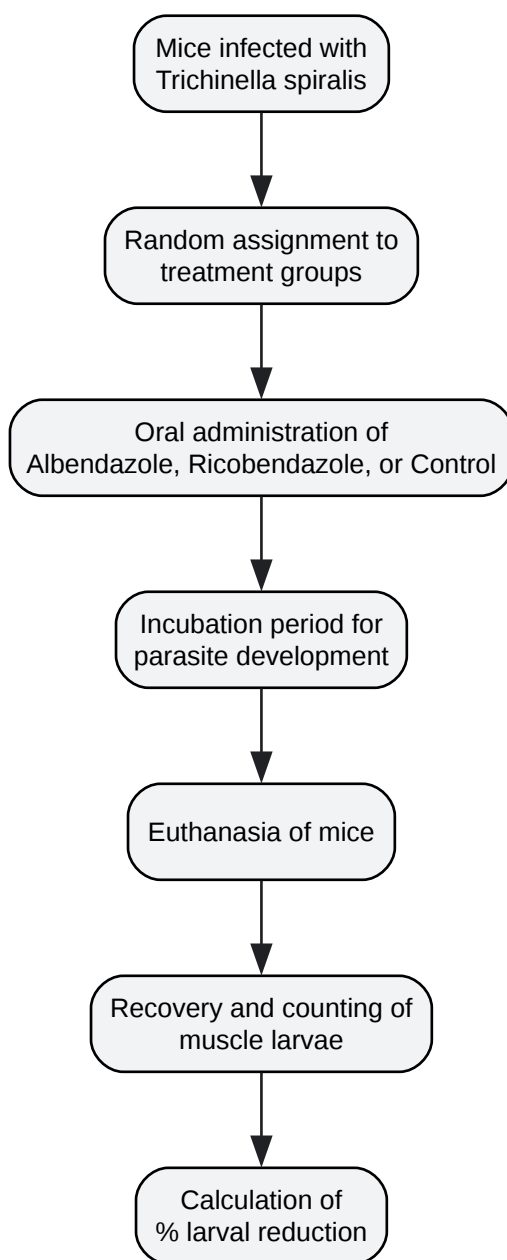 Mice infected with
Trichinella spiralis
Random assignment to
treatment groups
Oral administration of
Albendazole, Ricobendazole, or Control
Incubation period for
parasite development
Euthanasia of mice
Recovery and counting of
muscle larvae
Calculation of
% larval reduction